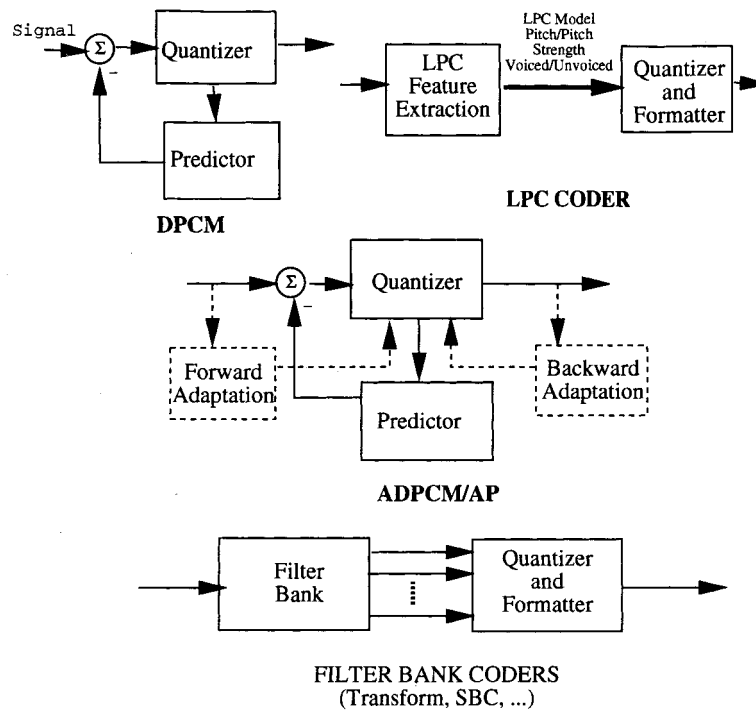 Signal
Σ
−
Quantizer
Predictor
DPCM
LPC
Feature
Extraction
LPC Model
Pitch/Pitch
Strength
Voiced/Unvoiced
Quantizer
and
Formatter
LPC CODER
Σ
−
Quantizer
Forward
Adaptation
Backward
Adaptation
Predictor
ADPCM/AP
Filter
Bank
Quantizer
and
Formatter
FILTER BANK CODERS
(Transform, SBC, ...)